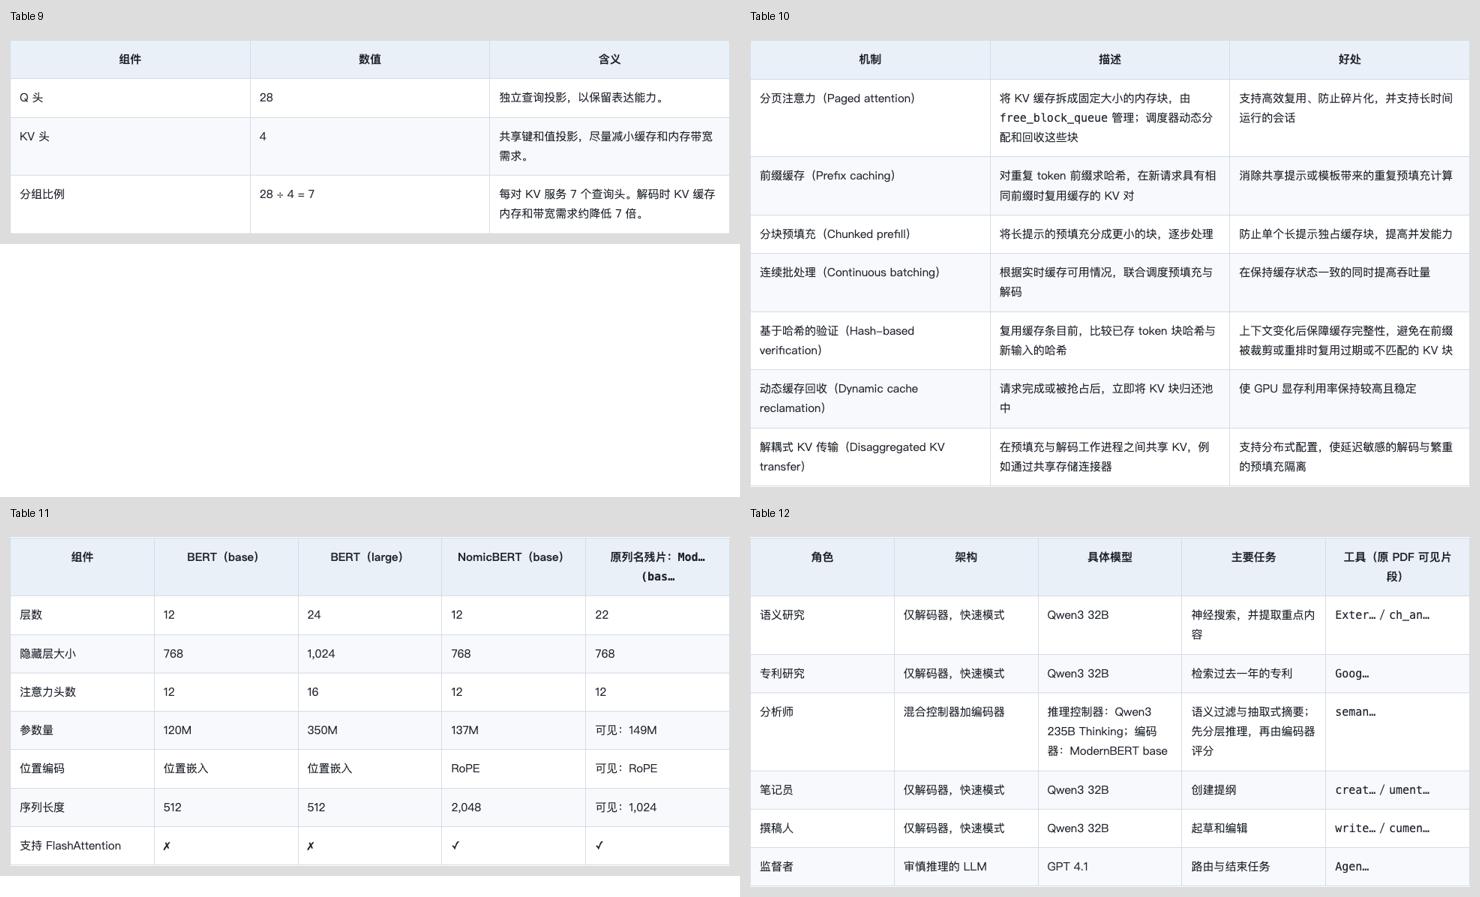 Table 9
组件 数值 含义
Q 头 28 独立查询投影，以保留表达能力。
KV 头 4 共享键和值投影，尽量减小缓存和内存带宽
需求。
分组比例 28 ÷ 4 = 7 每对 KV 服务 7 个查询头。解码时 KV 缓存
内存和带宽需求约降低 7 倍。
Table 10
机制 描述 好处
分页注意力（Paged attention） 将 KV 缓存拆成固定大小的内存块，由 支持高效复用、防止碎片化，并支持长时间
free_block_queue 管理；调度器动态分 运行的会话
配和回收这些块
前缀缓存（Prefix caching） 对重复 token 前缀求哈希，在新请求具有相 消除共享提示或模板带来的重复预填充计算
同前缀时复用缓存的 KV 对
分块预填充（Chunked prefill） 将长提示的预填充分成更小的块，逐步处理 防止单个长提示独占缓存块，提高并发能力
连续批处理（Continuous batching） 根据实时缓存可用情况，联合调度预填充与 在保持缓存状态一致的同时提高吞吐量
解码
基于哈希的验证（Hash-based 复用缓存条目前，比较已存 token 块哈希与 上下文变化后保障缓存完整性，避免在前缀
verification） 新输入的哈希 被裁剪或重排时复用过期或不匹配的 KV 块
动态缓存回收（Dynamic cache 请求完成或被抢占后，立即将 KV 块归还池 使 GPU 显存利用率保持较高且稳定
reclamation） 中
解耦式 KV 传输（Disaggregated KV 在预填充与解码工作进程之间共享 KV，例 支持分布式配置，使延迟敏感的解码与繁重
transfer） 如通过共享存储连接器 的预填充隔离
Table 11
组件 BERT（base） BERT（large） NomicBERT（base） 原列名残片：Mod…
(bas…
层数 12 24 12 22
隐藏层大小 768 1,024 768 768
注意力头数 12 16 12 12
参数量 120M 350M 137M 可见：149M
位置编码 位置嵌入 位置嵌入 RoPE 可见：RoPE
序列长度 512 512 2,048 可见：1,024
支持 FlashAttention ✗ ✗ ✓ ✓
Table 12
角色 架构 具体模型 主要任务 工具（原 PDF 可见片
段）
语义研究 仅解码器，快速模式 Qwen3 32B 神经搜索，并提取重点内 Exter… / ch_an…
容
专利研究 仅解码器，快速模式 Qwen3 32B 检索过去一年的专利 Goog…
分析师 混合控制器加编码器 推理控制器：Qwen3 语义过滤与抽取式摘要； seman…
235B Thinking；编码 先分层推理，再由编码器
器：ModernBERT base 评分
笔记员 仅解码器，快速模式 Qwen3 32B 创建提纲 creat… / ument…
撰稿人 仅解码器，快速模式 Qwen3 32B 起草和编辑 write… / cumen…
监督者 审慎推理的 LLM GPT 4.1 路由与结束任务 Agen…